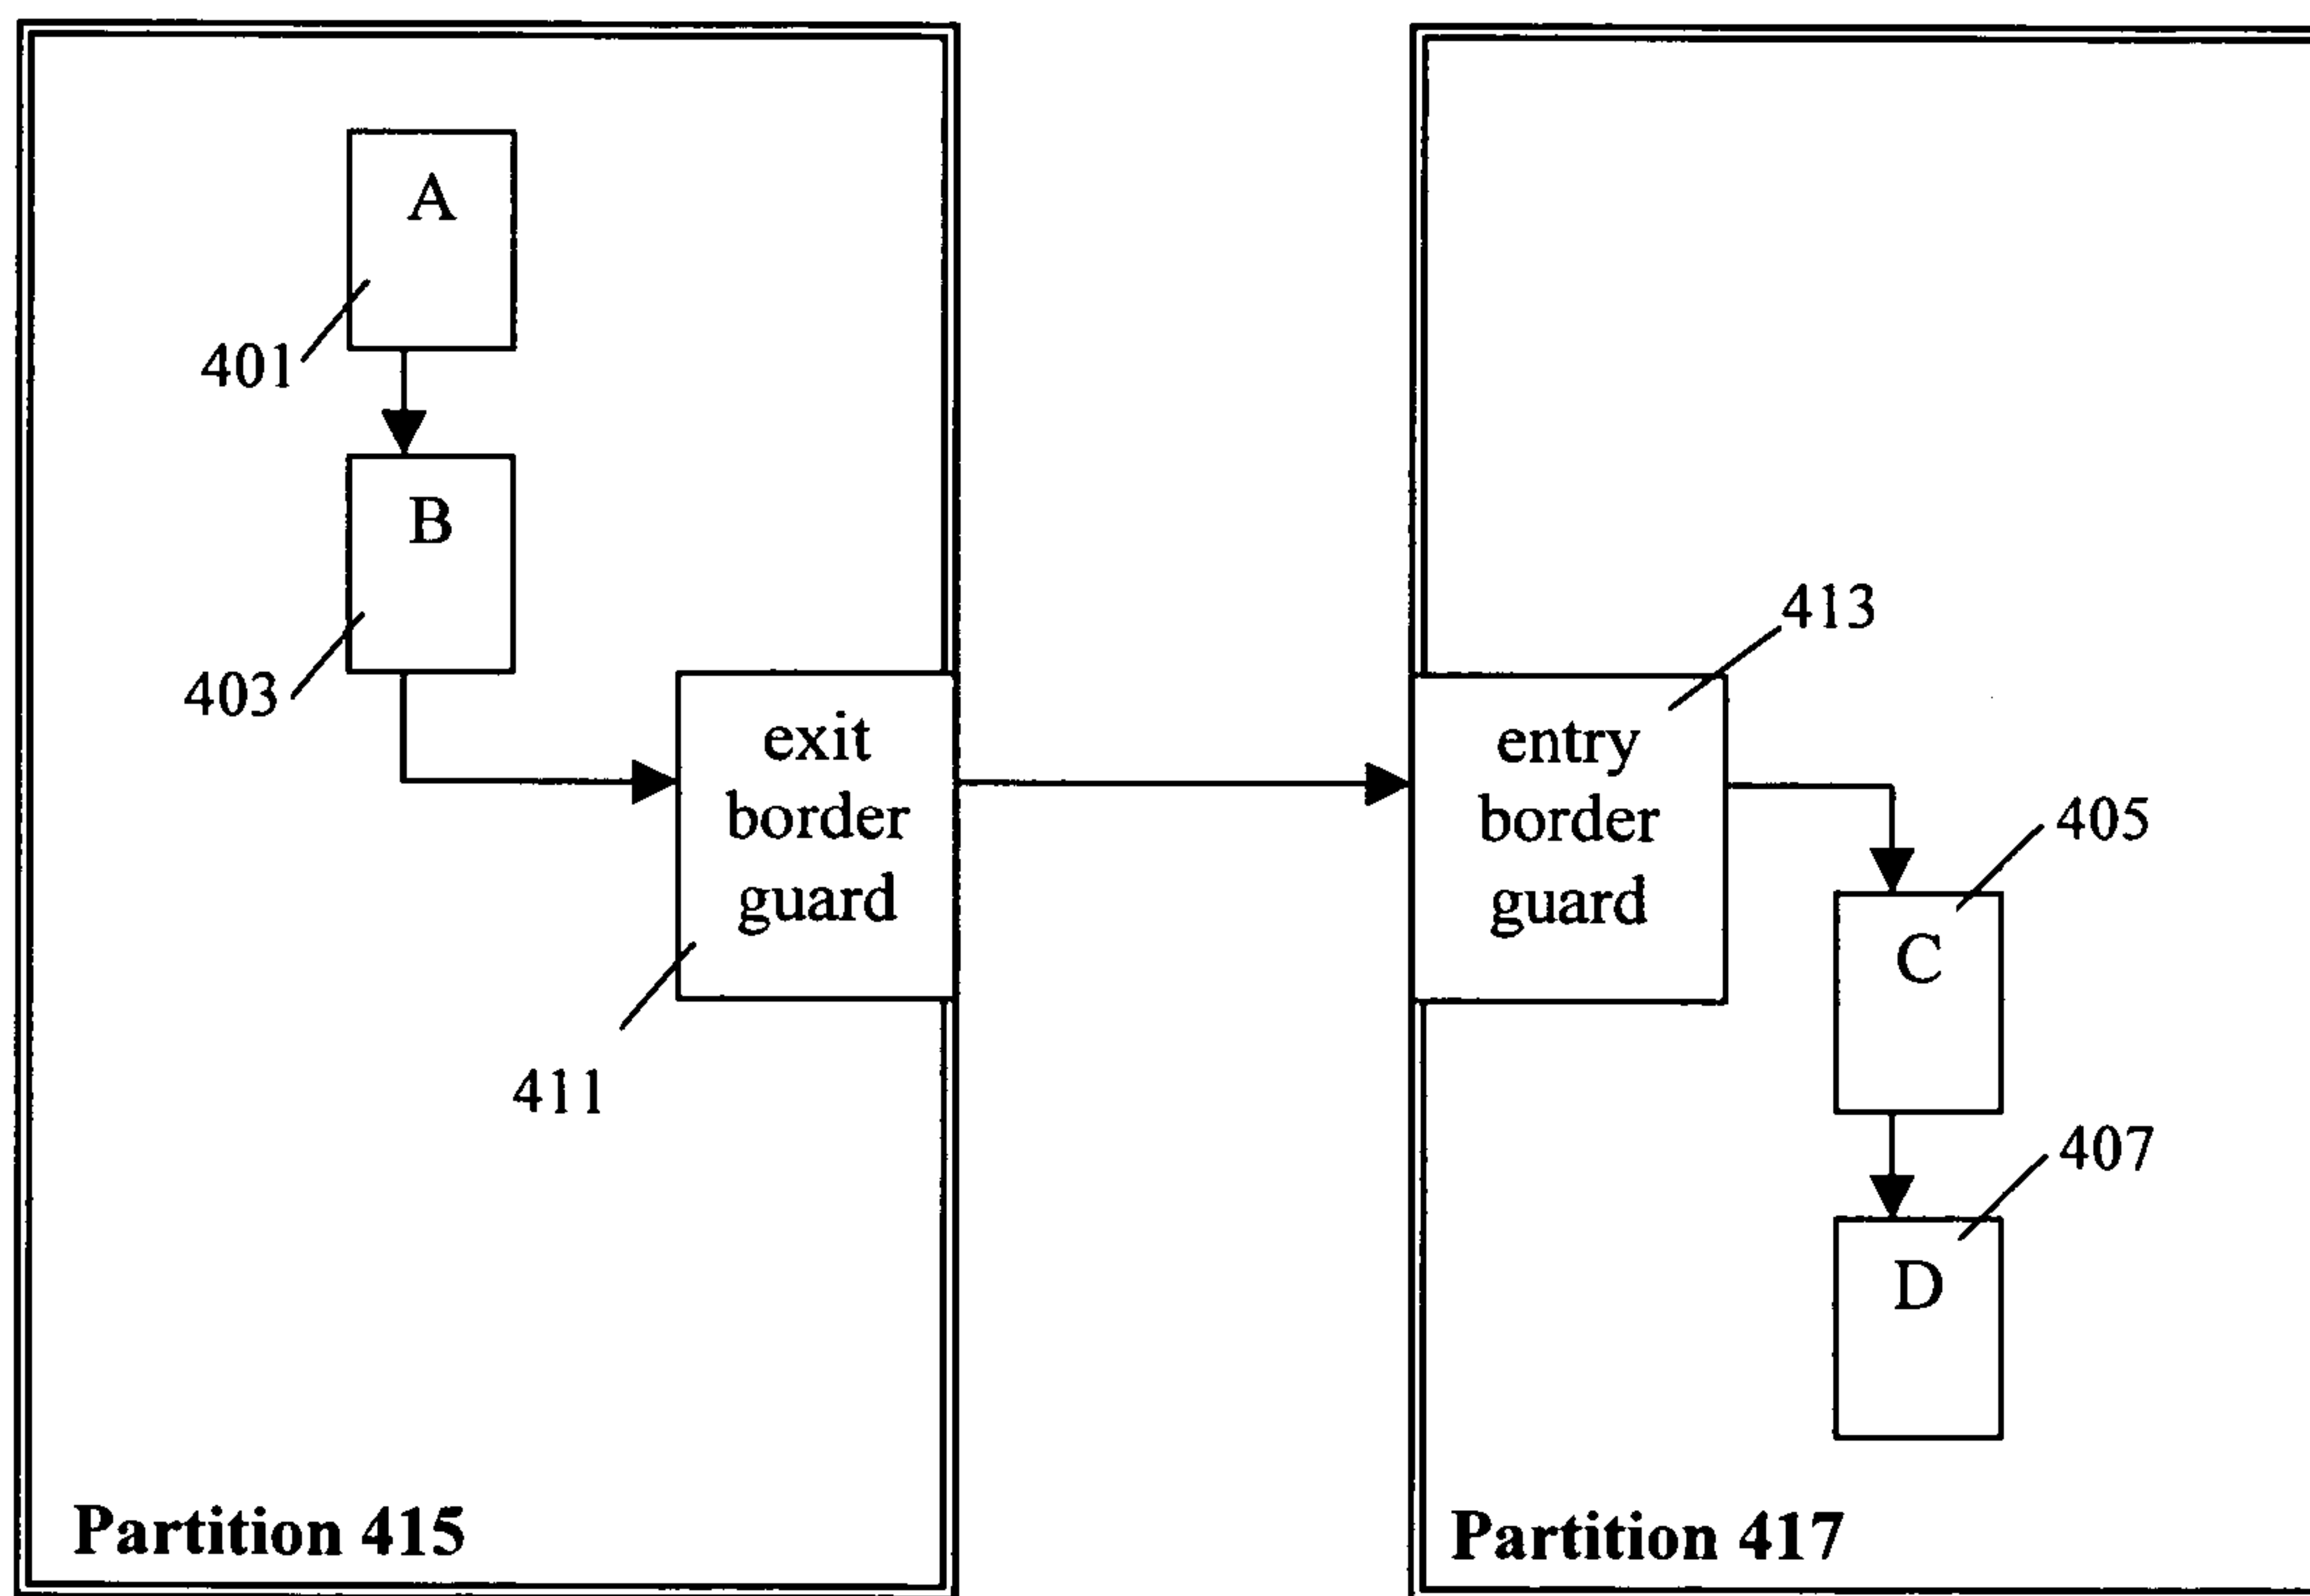 A
401
B
403
exit
border
guard
411
Partition 415
413
entry
border
guard
405
C
407
D
Partition 417